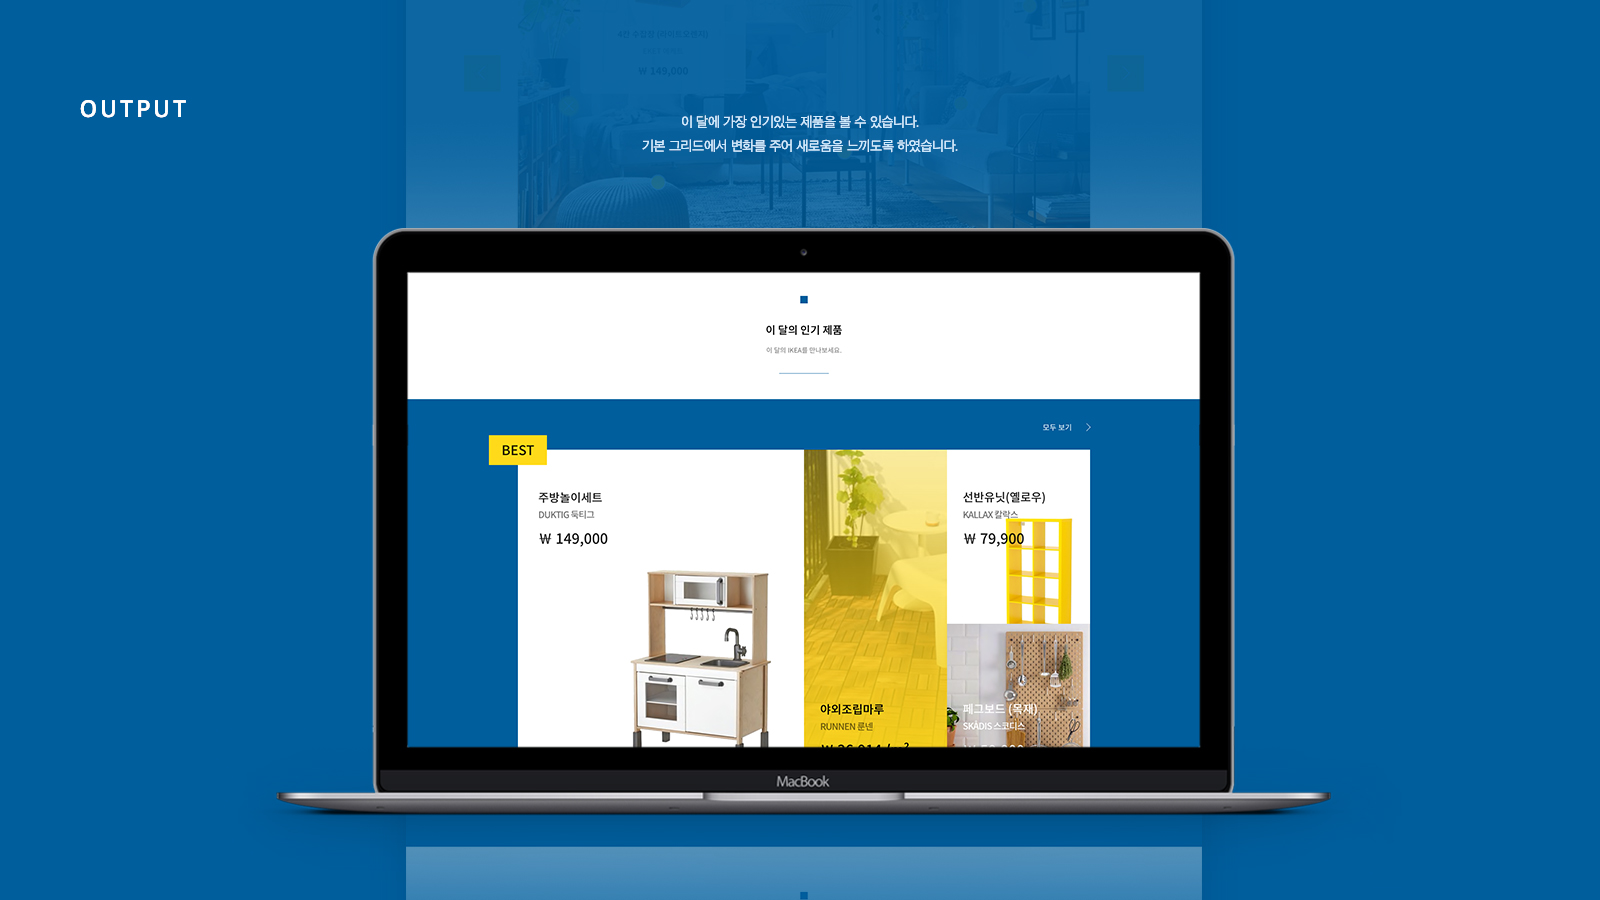 ₩ 149,000
OUTPUT
이 달에 가장 인기있는 제품을 볼 수 있습니다.
기본 그리드에서 변화를 주어 새로움을 느끼도록 하였습니다.
이 달의 인기 제품
이 달의 IKEA를 만나보세요.
모두 보기
BEST
주방놀이세트
DUKTIG 둑티그
₩ 149,000
선반유닛(옐로우)
KALLAX 칼락스
₩ 79,900
야외조립마루
RUNNEN 룬넨
페그보드 (목재)
SKÅDIS 스코디스
MacBook